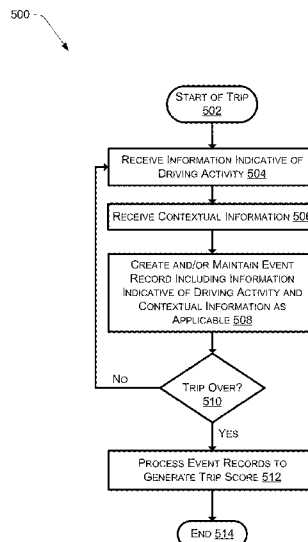 500
START OF TRIP
502
RECEIVE INFORMATION INDICATIVE OF
DRIVING ACTIVITY 504
RECEIVE CONTEXTUAL INFORMATION 506
CREATE AND/OR MAINTAIN EVENT
RECORD INCLUDING INFORMATION
INDICATIVE OF DRIVING ACTIVITY AND
CONTEXTUAL INFORMATION AS
APPLICABLE 508
NO
TRIP OVER?
510
YES
PROCESS EVENT RECORDS TO
GENERATE TRIP SCORE 512
END 514